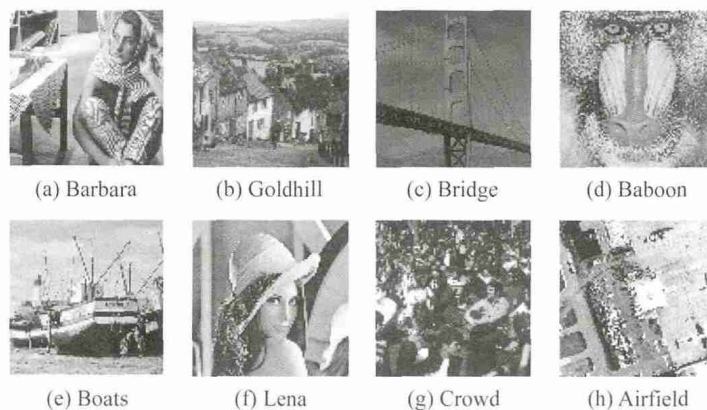 (a) Barbara (b) Goldhill (c) Bridge (d) Baboon
(e) Boats (f) Lena (g) Crowd (h) Airfield